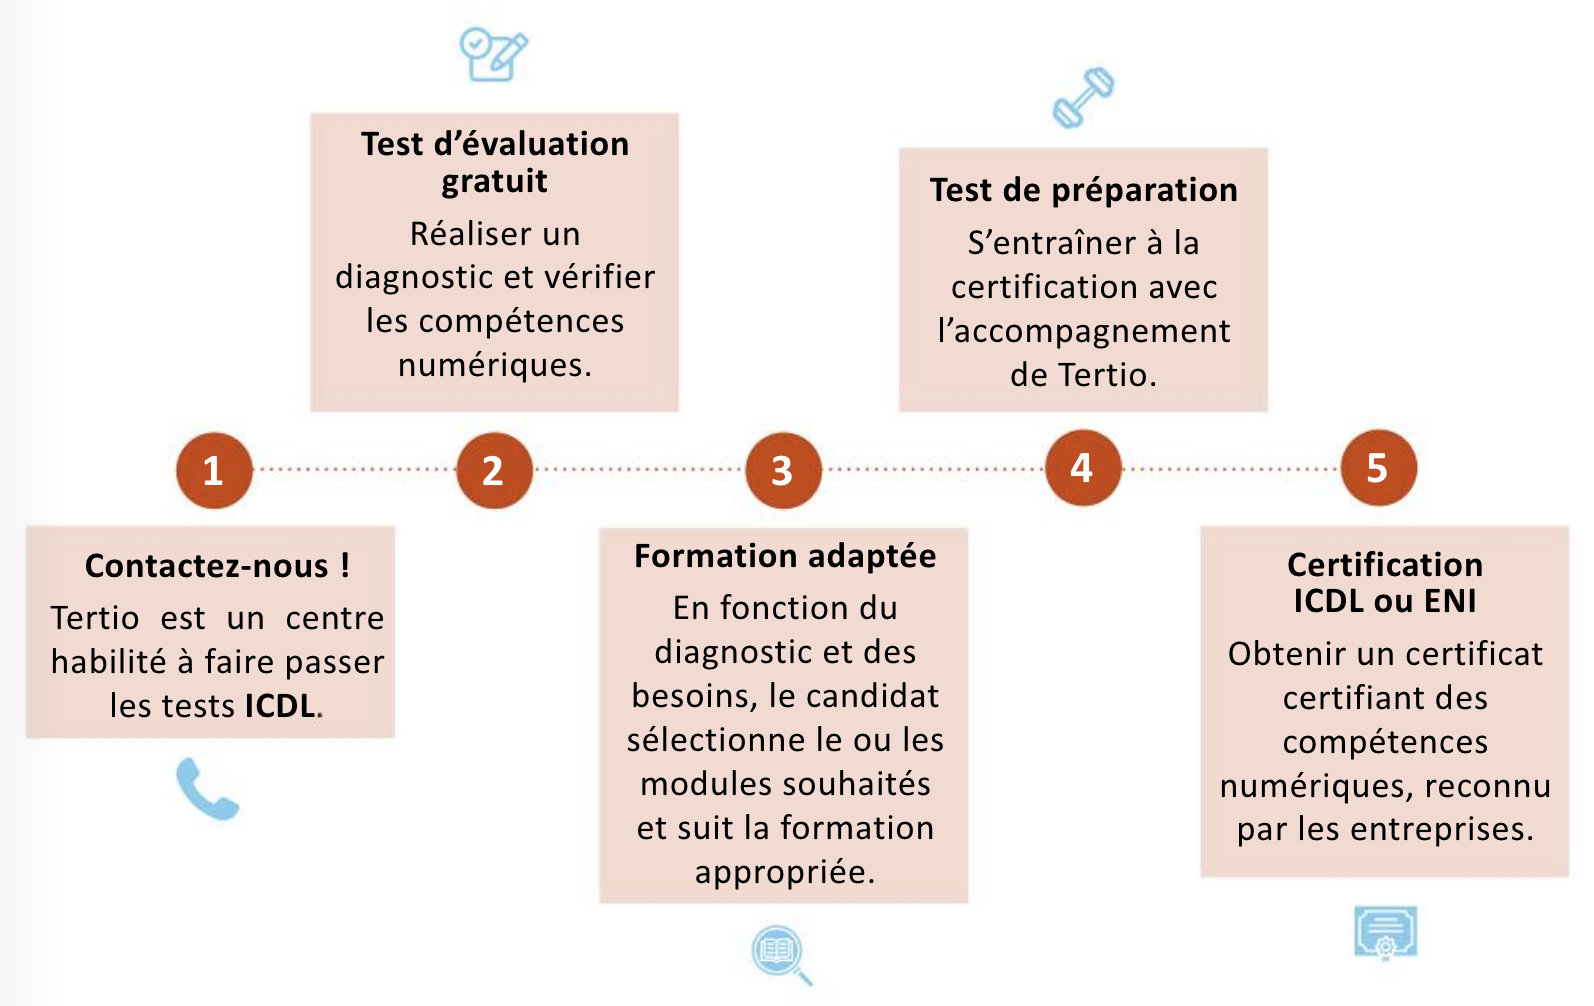 1
Contactez-nous !
Tertio est un centre
habilité à faire passer
les tests ICDL.
2
Test d’évaluation
gratuit
Réaliser un
diagnostic et vérifier
les compétences
numériques.
3
Formation adaptée
En fonction du
diagnostic et des
besoins, le candidat
sélectionne le ou les
modules souhaités
et suit la formation
appropriée.
4
Test de préparation
S’entraîner à la
certification avec
l’accompagnement
de Tertio.
5
Certification
ICDL ou ENI
Obtenir un certificat
certifiant des
compétences
numériques, reconnu
par les entreprises.